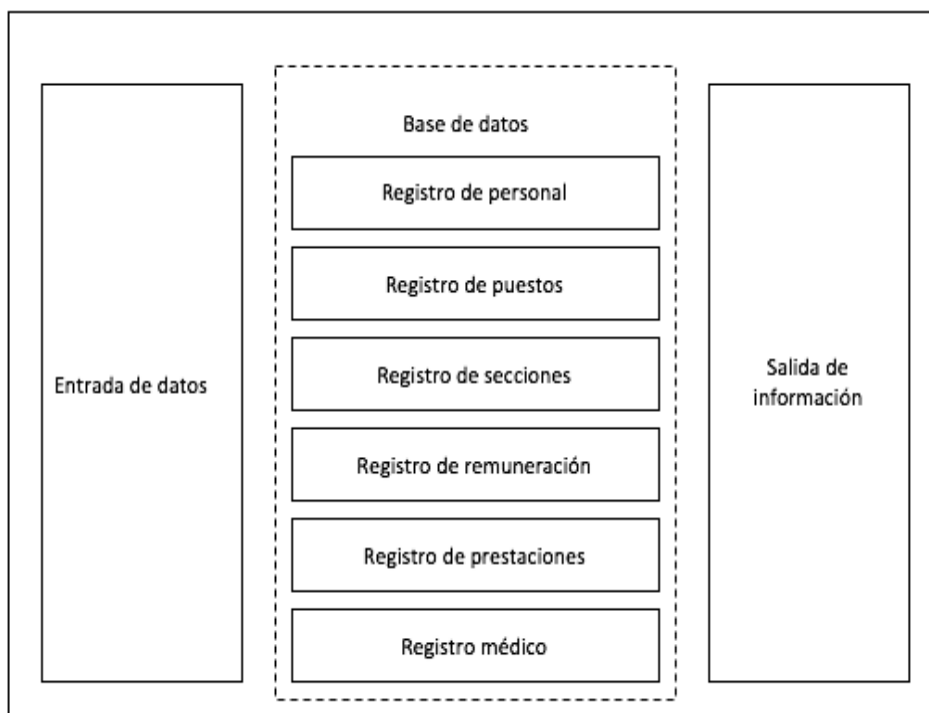 Entrada de datos
Base de datos
Registro de personal
Registro de puestos
Registro de secciones
Registro de remuneración
Registro de prestaciones
Registro médico
Salida de
información